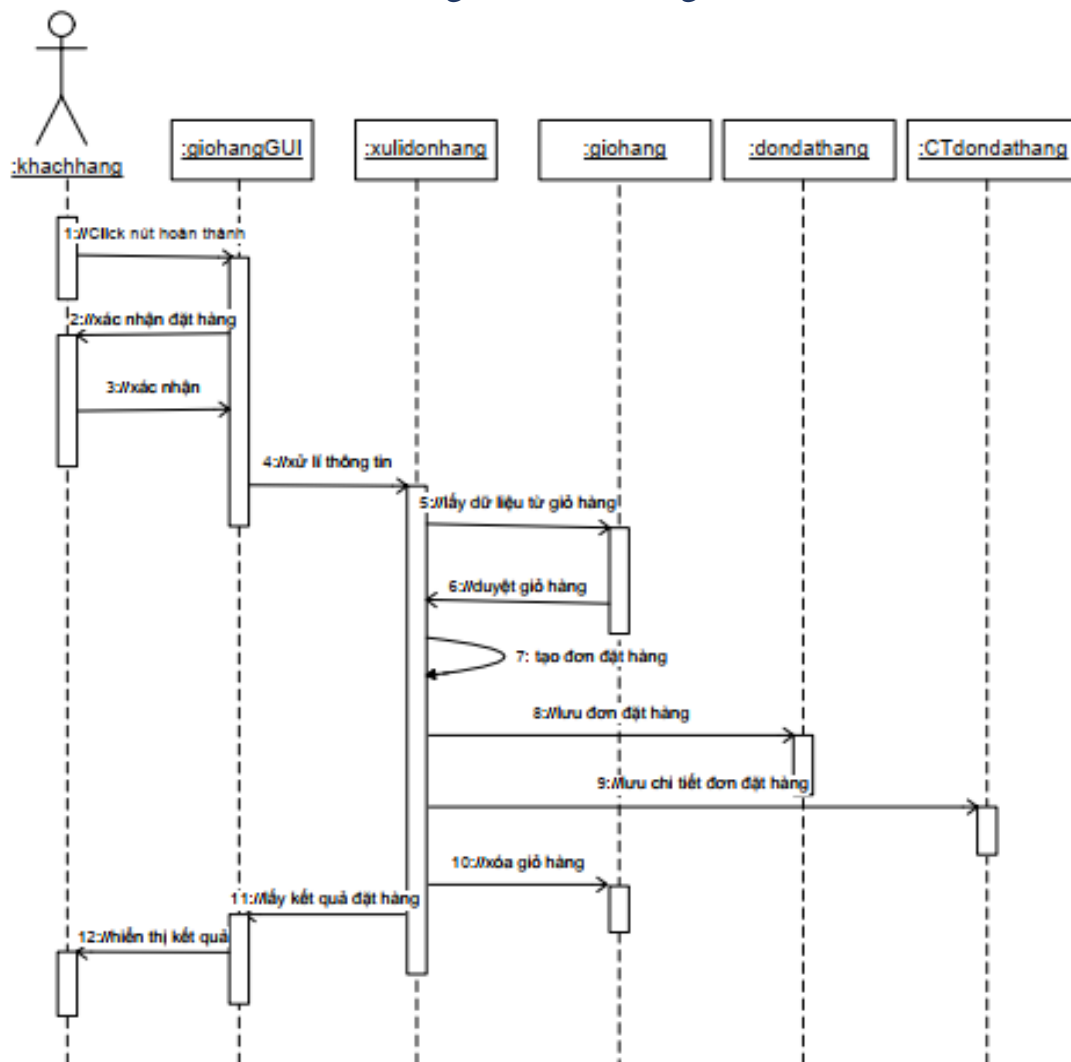 :khachhang
:giohangGUI
:xulidonhang
:giohang
:dondathang
:CTdondathang
1://Click nút hoàn thành
2://xác nhận đặt hàng
3://xác nhận
4://xử lí thông tin
5://lấy dữ liệu từ giỏ hàng
6://duyệt giỏ hàng
7: tạo đơn đặt hàng
8://lưu đơn đặt hàng
9://lưu chi tiết đơn đặt hàng
10://xóa giỏ hàng
11://lấy kết quả đặt hàng
12://hiển thị kết quả